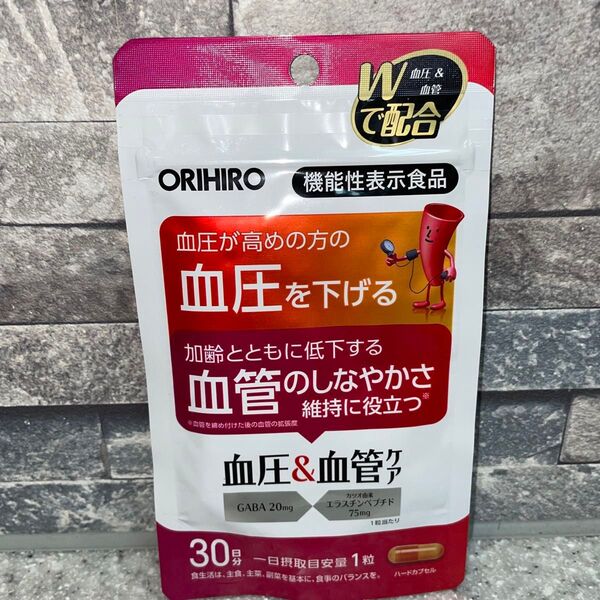 血圧 &
血管
Wで配合
ORIHIRO
機能性表示食品
血圧が高めの方の
血圧を下げる
加齢とともに低下する
血管のしなやかさ
維持に役立つ※
※血管を締め付けた後の血管の拡張度
血圧&血管ケア
GABA 20mg
カツオ由来
エラスチンペプチド
75mg
1粒当たり
30日分 一日摂取目安量1粒
食生活は、主食、主菜、副菜を基本に、食事のバランスを。
ハードカプセル